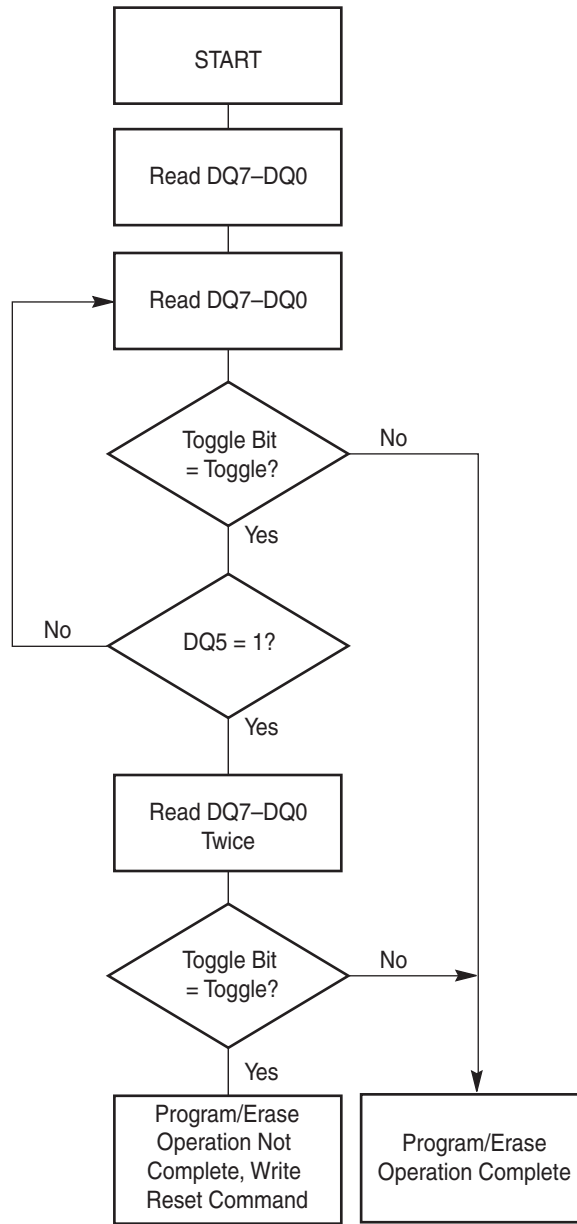 START
Read DQ7–DQ0
Read DQ7–DQ0
Toggle Bit
= Toggle?
No
Yes
No
DQ5 = 1?
Yes
Read DQ7–DQ0
Twice
Toggle Bit
= Toggle?
No
Yes
Program/Erase
Operation Not
Complete, Write
Reset Command
Program/Erase
Operation Complete